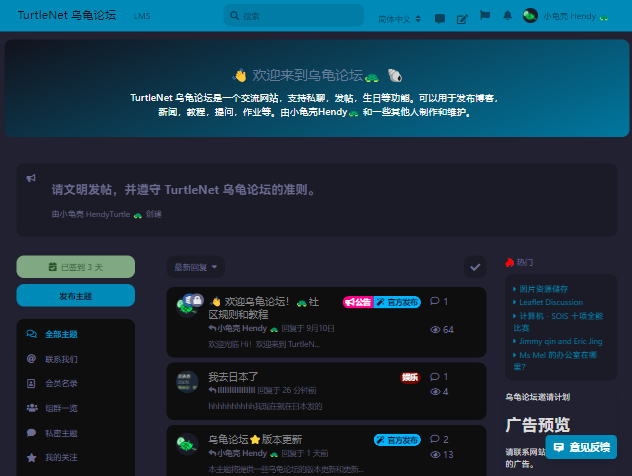 TurtleNet 乌龟论坛
LMS
搜索
简体中文
小龟壳 Hendy 🐢
👋 欢迎来到乌龟论坛🐢 🐚
TurtleNet 乌龟论坛是一个交流网站，支持私聊，发帖，生日等功能。可以用于发布博客，
新闻，教程，提问，作业等。由小龟壳Hendy🐢 和一些其他人制作和维护。
请文明发帖，并遵守 TurtleNet 乌龟论坛的准则。
由小龟壳 HendyTurtle 🐢 创建
已签到 3 天
发布主题
全部主题
联系我们
会员名录
群组一览
私密主题
我的关注
最新回复
👋 欢迎乌龟论坛！🐢 社
区规则和教程
公告
官方发布
1
小龟壳 Hendy 🐢 回复于 9月10日
64
欢迎光临 Hi！欢迎来到 TurtleN...
我去日本了
娱乐
1
回复于 26 分钟前
4
hhhhhhhhhh我现在就在日本发的
乌龟论坛⭐版本更新
官方发布
2
小龟壳 Hendy 🐢 回复于 1 天前
13
本主题将提供一些乌龟论坛的版本更新和更新...
热门
图片资源储存
Leaflet Discussion
计算机 - SOIS 十项全能
比赛
Jimmy qin and Eric Jing
Ms Mel 的办公室在哪
里？
乌龟论坛邀请计划
广告预览
请联系网站
的广告。
意见反馈